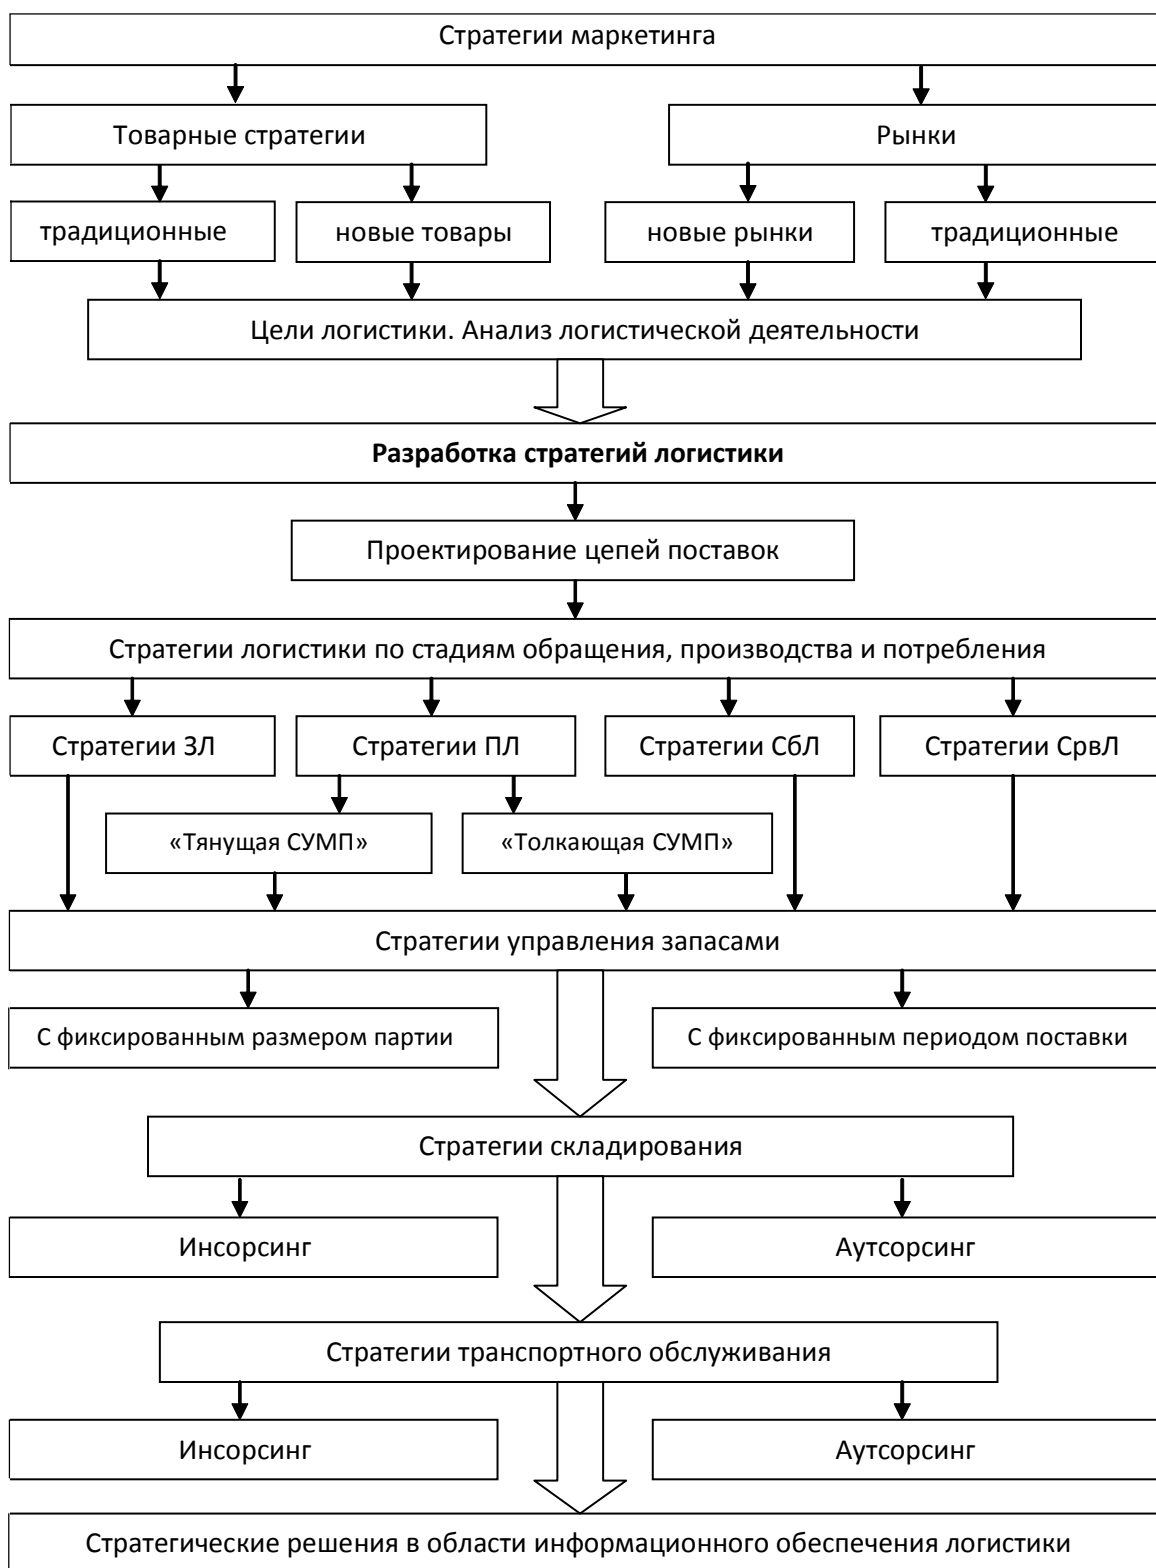 Стратегии маркетинга
Товарные стратегии
Рынки
традиционные
новые товары
новые рынки
традиционные
Цели логистики. Анализ логистической деятельности
Разработка стратегий логистики
Проектирование цепей поставок
Стратегии логистики по стадиям обращения, производства и потребления
Стратегии ЗЛ
Стратегии ПЛ
Стратегии СбЛ
Стратегии СрвЛ
«Тянущая СУМП»
«Толкающая СУМП»
Стратегии управления запасами
С фиксированным размером партии
С фиксированным периодом поставки
Стратегии складирования
Инсорсинг
Аутсорсинг
Стратегии транспортного обслуживания
Инсорсинг
Аутсорсинг
Стратегические решения в области информационного обеспечения логистики